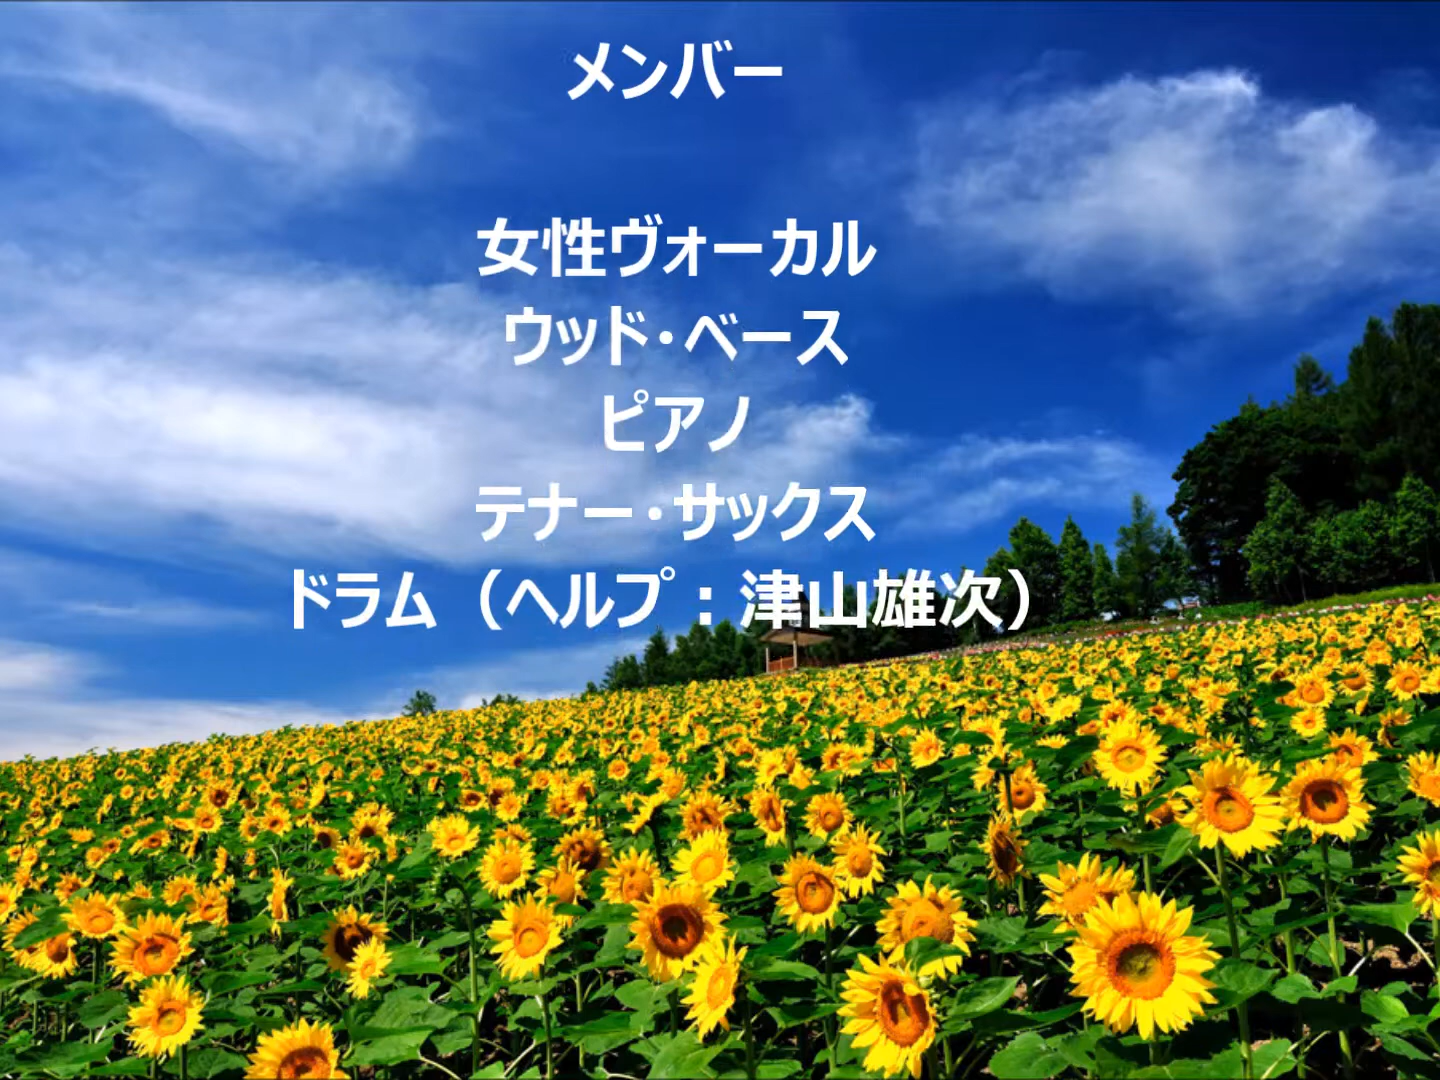 メンバー
女性ヴォーカル
ウッド・ベース
ピアノ
テナー・サックス
ドラム（ヘルプ：津山雄次）